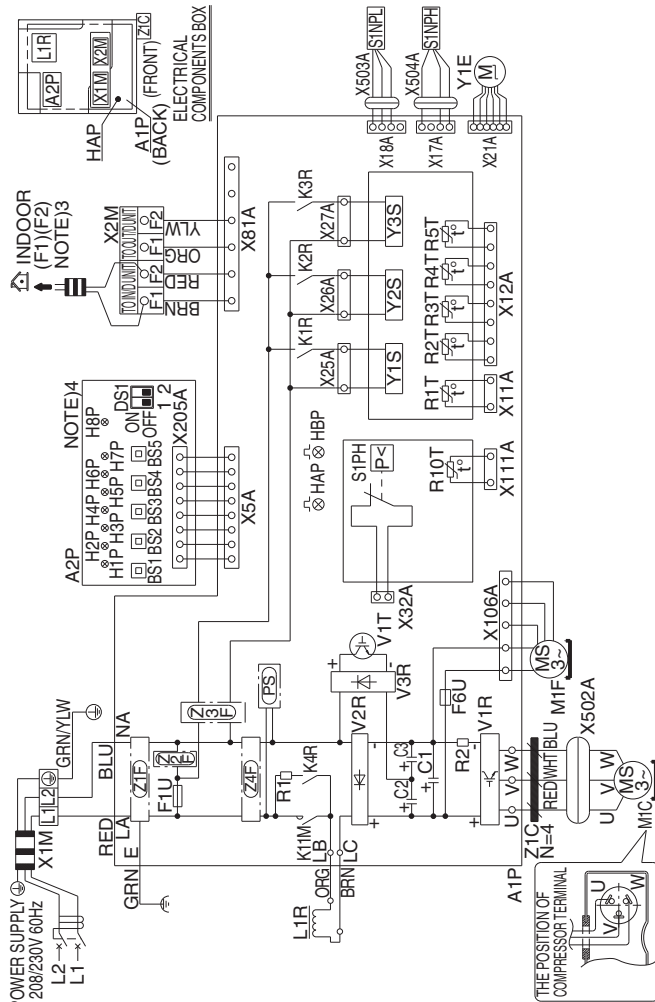 POWER SUPPLY
208/230V 60Hz
L2
L1
X1M
L1 L2
GRN/YLW
RED
BLU
LA
NA
GRN
E
Z1F
Z2F
F1U
Z3F
Z4F
PS
R1
K4R
K11M
ORG
LB
BRN
LC
L1R
V2R
V3R
V1T
+
-
C2
C3
C1
F6U
R2
V1R
U
V
W
RED
WHT
BLU
Z1C
N=4
X502A
U
V
W
MS
3~
M1C
X106A
MS
3~
M1F
A1P
THE POSITION OF
COMPRESSOR TERMINAL
U
V
W
A2P
NOTE)4
H2P H4P H6P H8P
H1P H3P H5P H7P
BS1 BS2 BS3 BS4 BS5
ON
OFF
DS1
1 2
X205A
X5A
INDOOR
(F1)(F2)
NOTE)3
X2M
TO IND UNIT
TO OUTD UNIT
F1 F2 F1 F2
BRN
RED
ORG
YLW
X81A
HAP
HBP
S1PH
P<
X32A
R10T
t°
X111A
K1R
K2R
K3R
X25A
X26A
X27A
Y1S
Y2S
Y3S
R1T
R2T
R3T
R4T
R5T
t° t° t° t° t°
X11A
X12A
X503A
S1NPL
X18A
X504A
S1NPH
X17A
Y1E
M
X21A
L1R
A2P
X1M
X2M
Z1C
HAP
(FRONT)
A1P
(BACK)
ELECTRICAL
COMPONENTS BOX